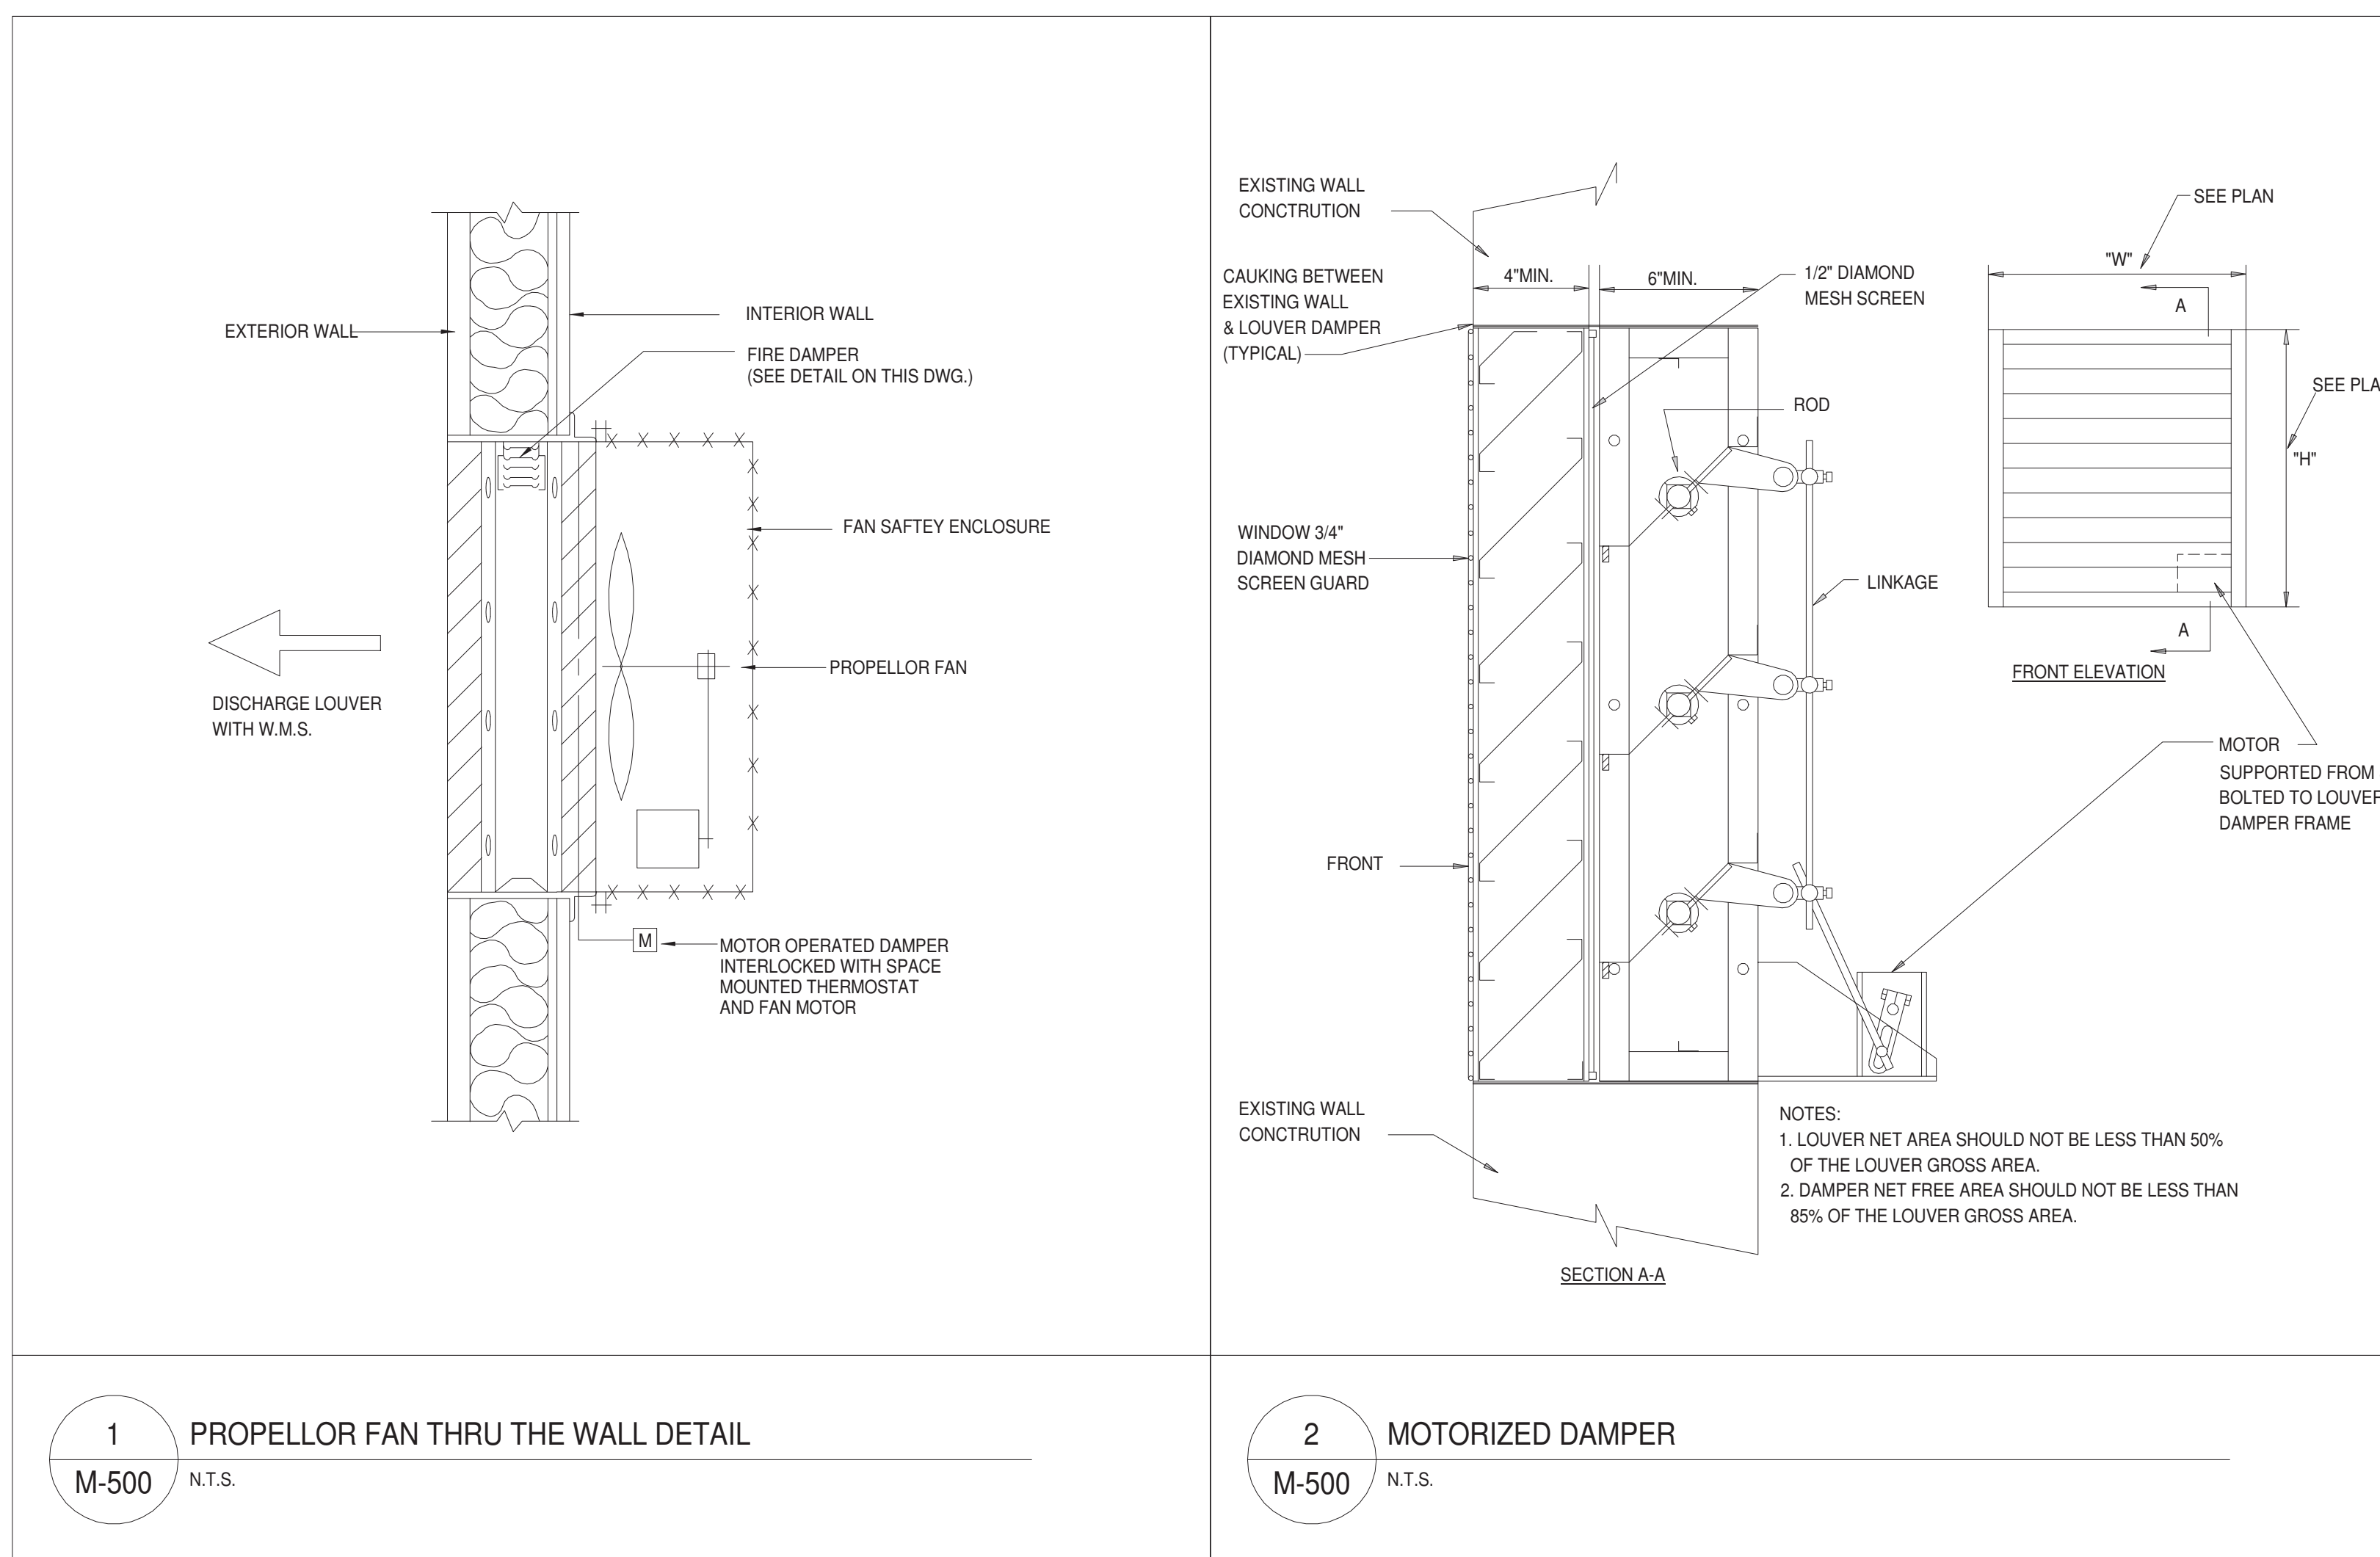 EXTERIOR WALL
INTERIOR WALL
FIRE DAMPER
(SEE DETAIL ON THIS DWG.)
FAN SAFTEY ENCLOSURE
PROPELLOR FAN
DISCHARGE LOUVER
WITH W.M.S.
M
MOTOR OPERATED DAMPER
INTERLOCKED WITH SPACE
MOUNTED THERMOSTAT
AND FAN MOTOR
1
M-500
PROPELLOR FAN THRU THE WALL DETAIL
N.T.S.
EXISTING WALL
CONCTRUTION
CAUKING BETWEEN
EXISTING WALL
& LOUVER DAMPER
(TYPICAL)
4"MIN.
6"MIN.
1/2" DIAMOND
MESH SCREEN
ROD
WINDOW 3/4"
DIAMOND MESH
SCREEN GUARD
LINKAGE
FRONT
SEE PLAN
"W"
A
SEE PLA
"H"
A
FRONT ELEVATION
MOTOR
SUPPORTED FROM
BOLTED TO LOUVER
DAMPER FRAME
EXISTING WALL
CONCTRUTION
NOTES:
1. LOUVER NET AREA SHOULD NOT BE LESS THAN 50%
OF THE LOUVER GROSS AREA.
2. DAMPER NET FREE AREA SHOULD NOT BE LESS THAN
85% OF THE LOUVER GROSS AREA.
SECTION A-A
2
M-500
MOTORIZED DAMPER
N.T.S.